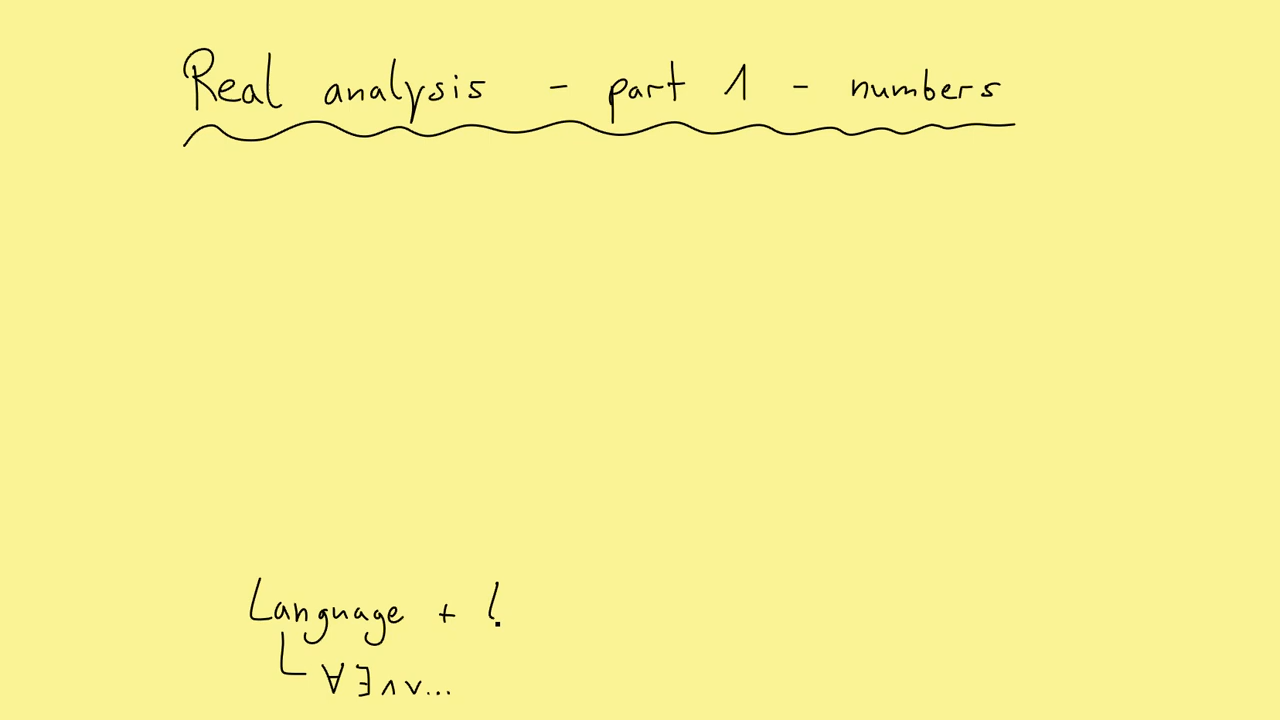 Real analysis - part 1 - numbers
Language +
∀ ∃ ∧ ∨ ...